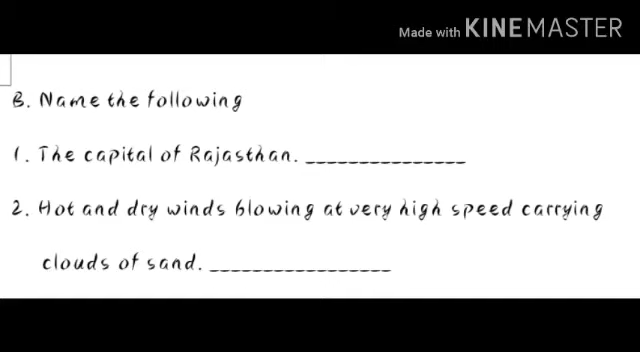 Made with KINEMASTER
B. Name the following
1. The capital of Rajasthan. _______________
2. Hot and dry winds blowing at very high speed carrying
clouds of sand. _________________